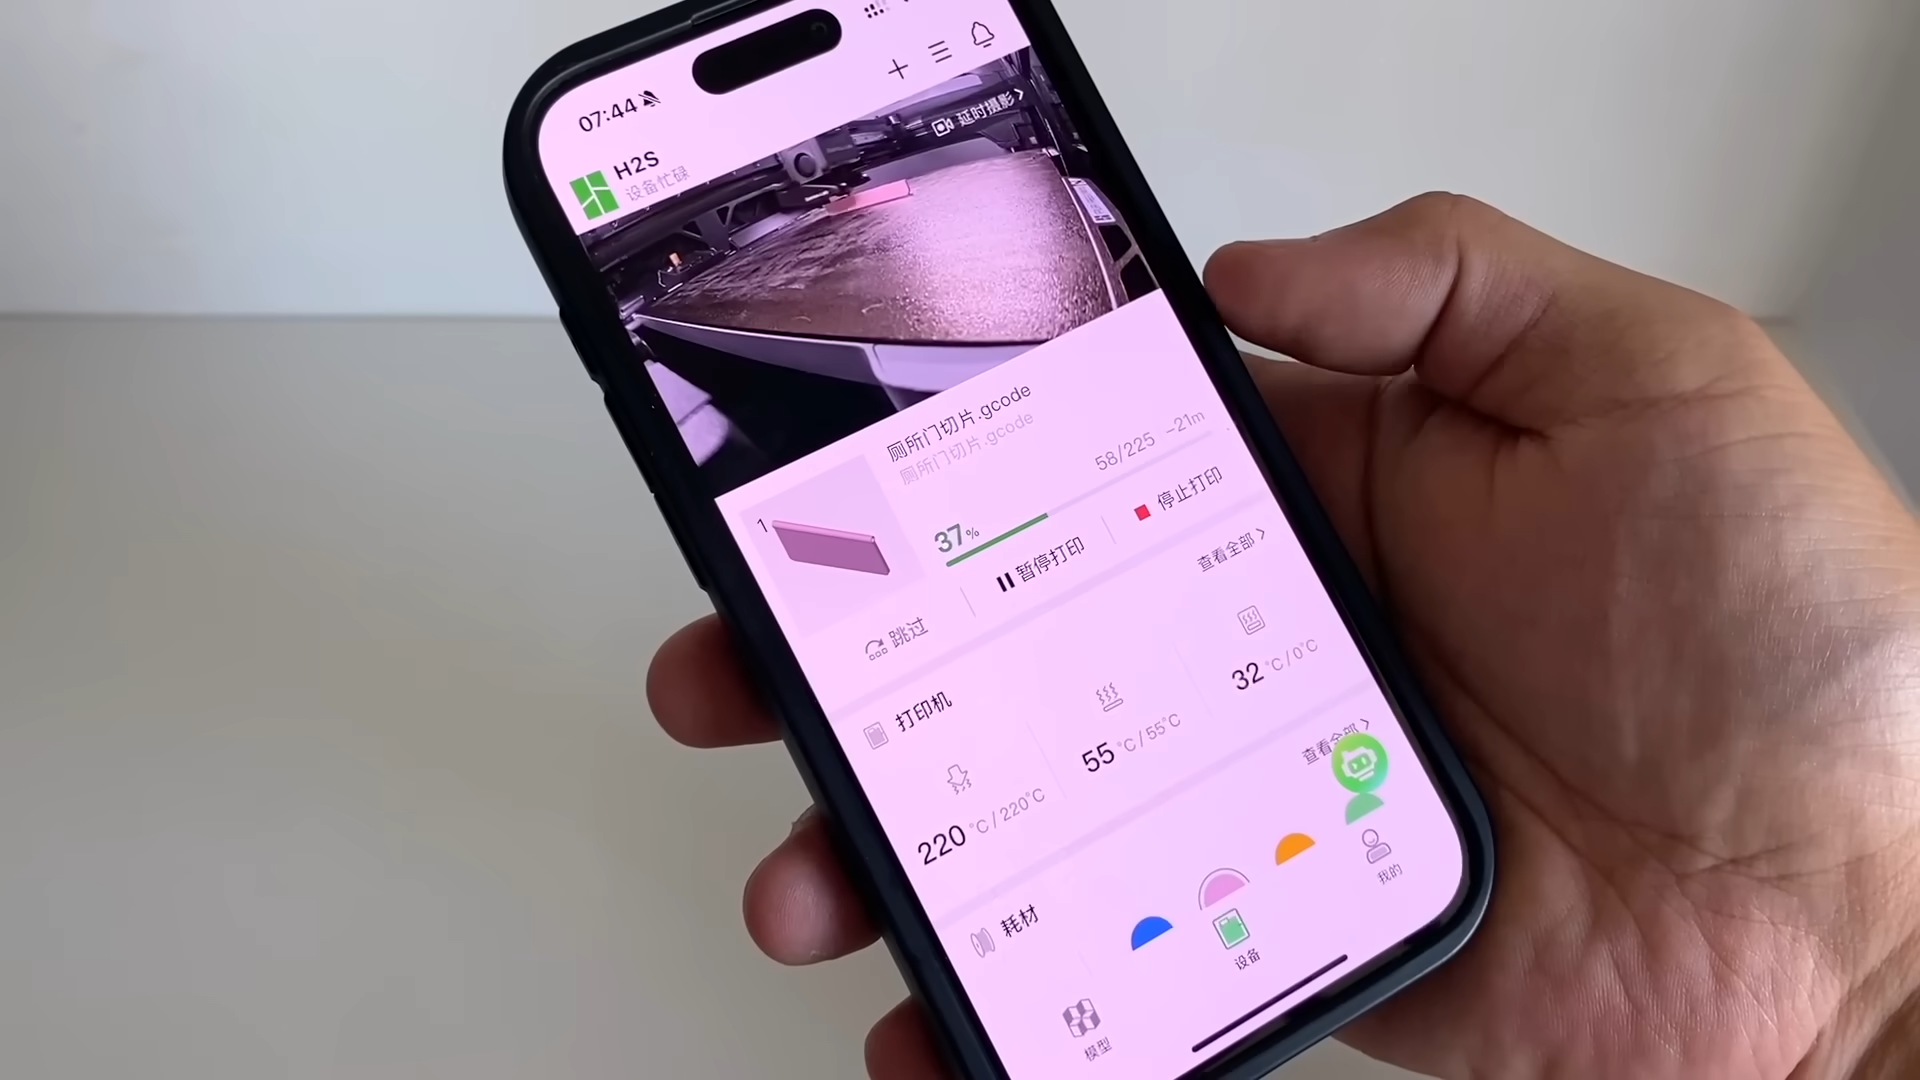 07:44
H2S
设备忙碌
延时摄影
厕所门切片.gcode
厕所门切片.gcode
58/225 -21m
1
37%
跳过
暂停打印
停止打印
打印机
查看全部
220 °C / 220°C
55 °C / 55°C
32 °C / 0°C
耗材
查看全部
模型
设备
我的